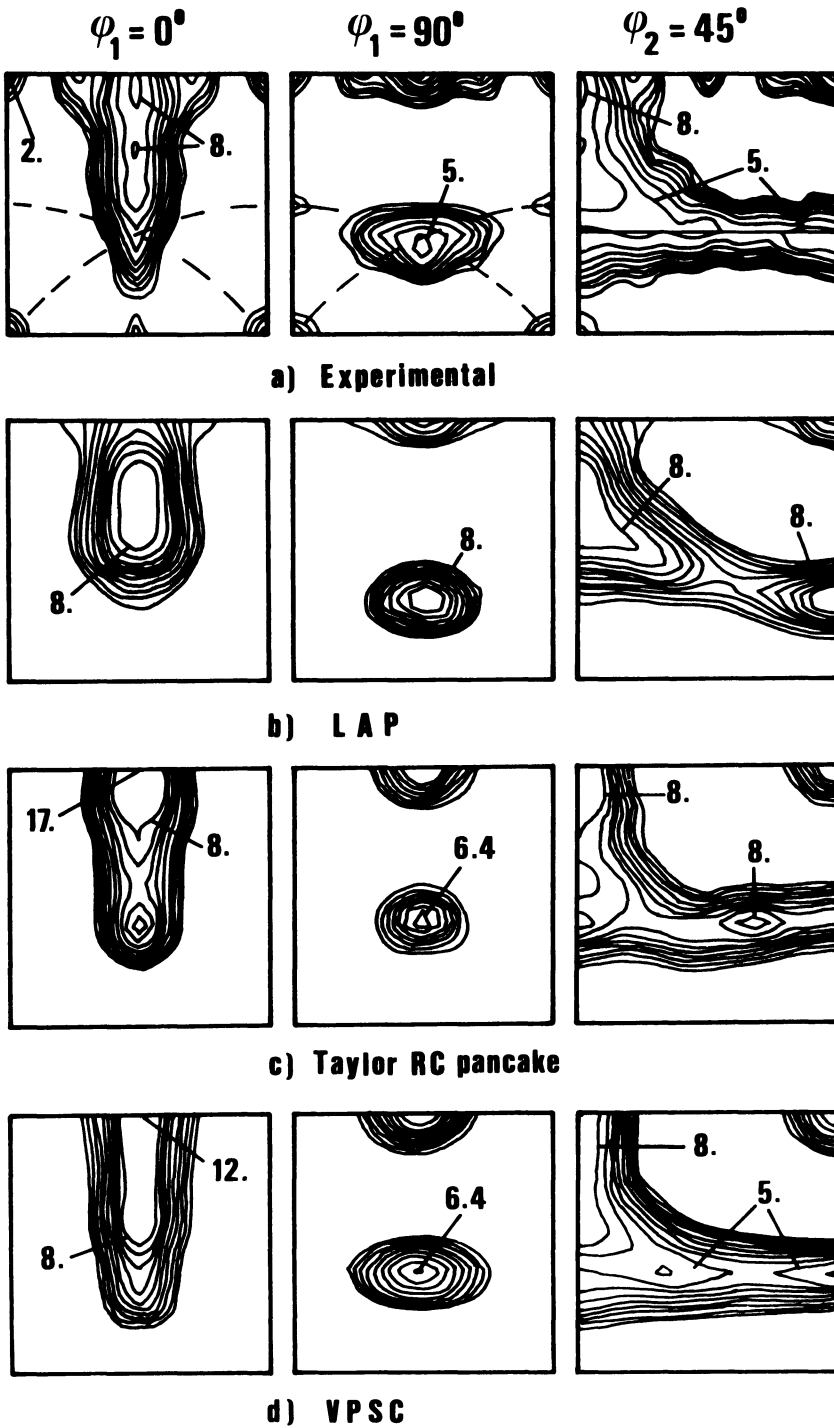 φ₁ = 0° φ₁ = 90° φ₂ = 45°
2. 8. 5. 8. 5.
a) Experimental
8. 8. 8. 8.
b) LAP
17. 8. 6.4 8. 8.
c) Taylor RC pancake
8. 12. 6.4 8. 5.
d) VPSC